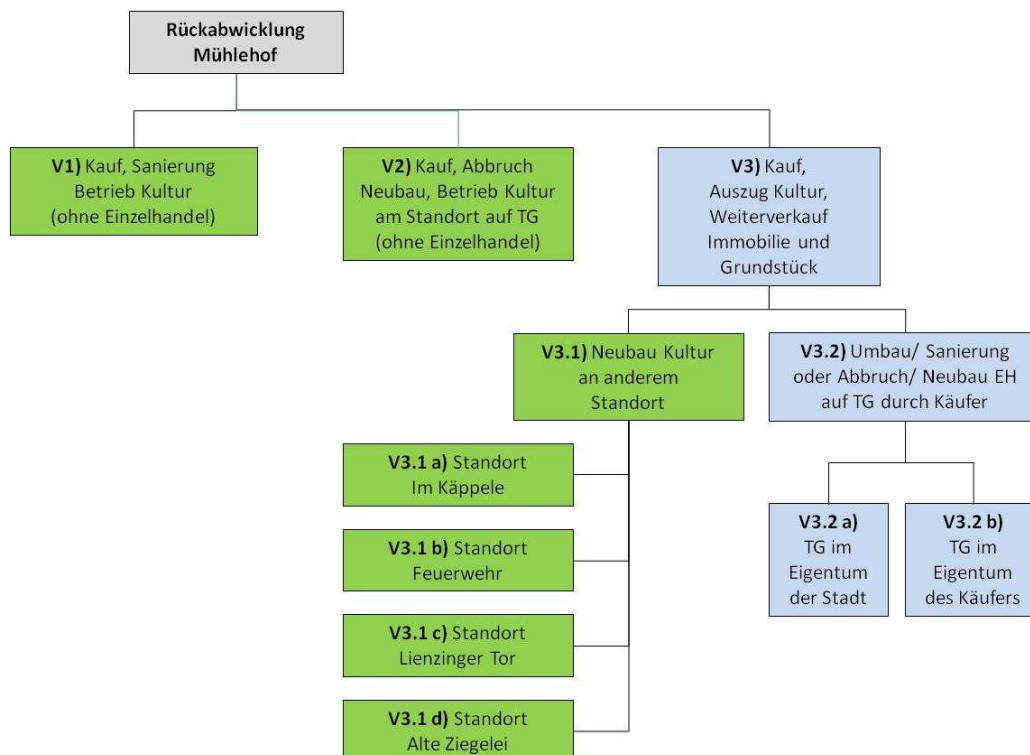 Rückabwicklung
Mühlehof
V1) Kauf, Sanierung
Betrieb Kultur
(ohne Einzelhandel)
V2) Kauf, Abbruch
Neubau, Betrieb Kultur
am Standort auf TG
(ohne Einzelhandel)
V3) Kauf,
Auszug Kultur,
Weiterverkauf
Immobilie und
Grundstück
V3.1) Neubau Kultur
an anderem
Standort
V3.2) Umbau/ Sanierung
oder Abbruch/ Neubau EH
auf TG durch Käufer
V3.1 a) Standort
Im Käppele
V3.1 b) Standort
Feuerwehr
V3.1 c) Standort
Lienzinger Tor
V3.1 d) Standort
Alte Ziegelei
V3.2 a)
TG im
Eigentum
der Stadt
V3.2 b)
TG im
Eigentum
des Käufers